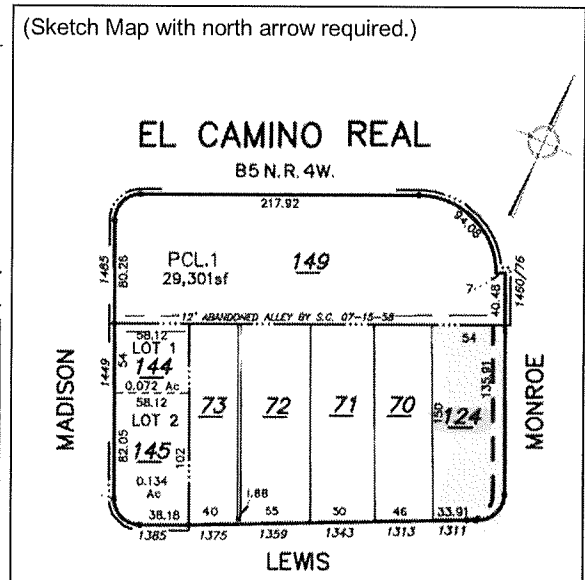 (Sketch Map with north arrow required.)
EL CAMINO REAL
B5 N.R. 4W.
217.92
94.08
1485
80.26
PCL.1
29,301sf
149
7
40.48
1460/76
12' ABANDONED ALLEY BY S.C. 07-15-58
58.12
54
LOT 1
54
144
1449
0.072 Ac
135.91
MADISON
58.12
73
72
71
70
150
124
MONROE
LOT 2
82.05
145
102
0.134
Ac
1.88
38.18
40
55
50
46
33.91
1385
1375
1359
1343
1313
1311
LEWIS